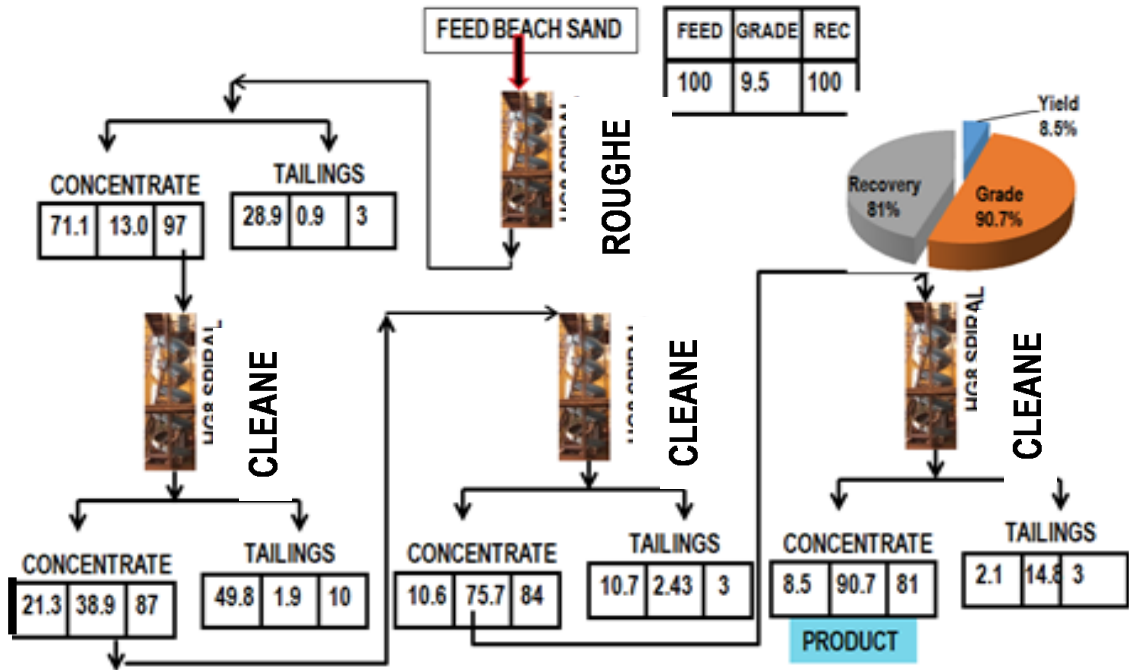 FEED BEACH SAND
FEED GRADE REC
100 9.5 100
Yield
8.5%
Recovery
81%
Grade
90.7%
ROUGHE
CONCENTRATE
71.1 13.0 97
TAILINGS
28.9 0.9 3
HG8 SPIRAL
CLEANE
CLEANE
HG8 SPIRAL
CLEANE
CONCENTRATE
21.3 38.9 87
TAILINGS
49.8 1.9 10
CONCENTRATE
10.6 75.7 84
TAILINGS
10.7 2.43 3
CONCENTRATE
8.5 90.7 81
PRODUCT
TAILINGS
2.1 14.8 3